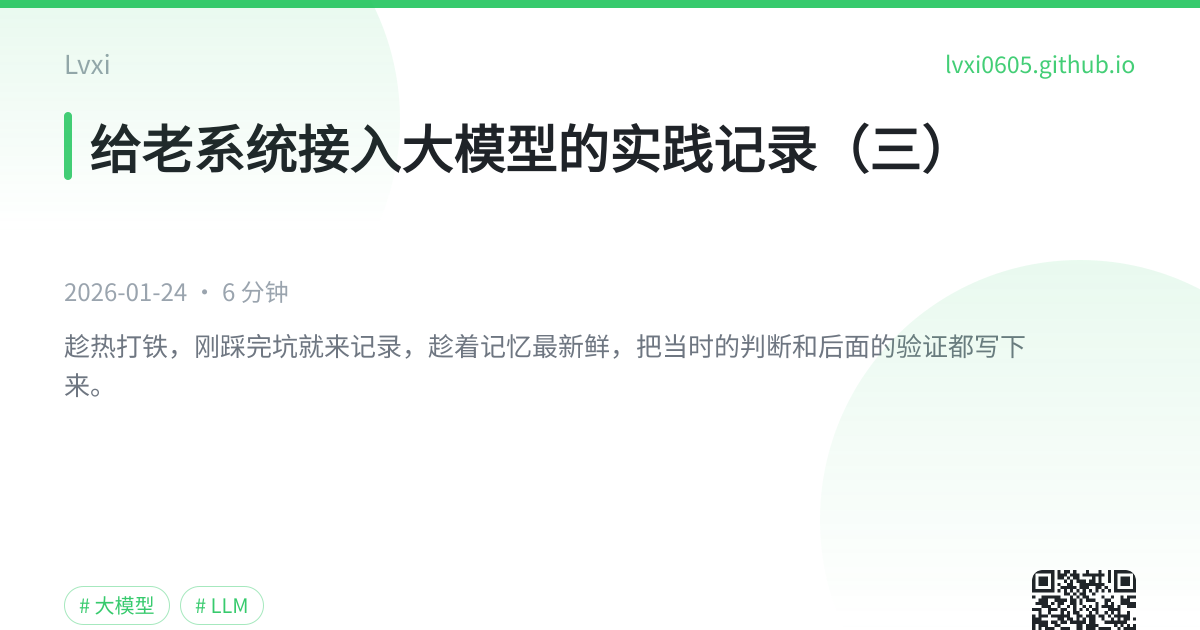 Lvxi
lvxi0605.github.io
给老系统接入大模型的实践记录（三）
2026-01-24 · 6 分钟
趁热打铁，刚踩完坑就来记录，趁着记忆最新鲜，把当时的判断和后面的验证都写下
来。
# 大模型
# LLM